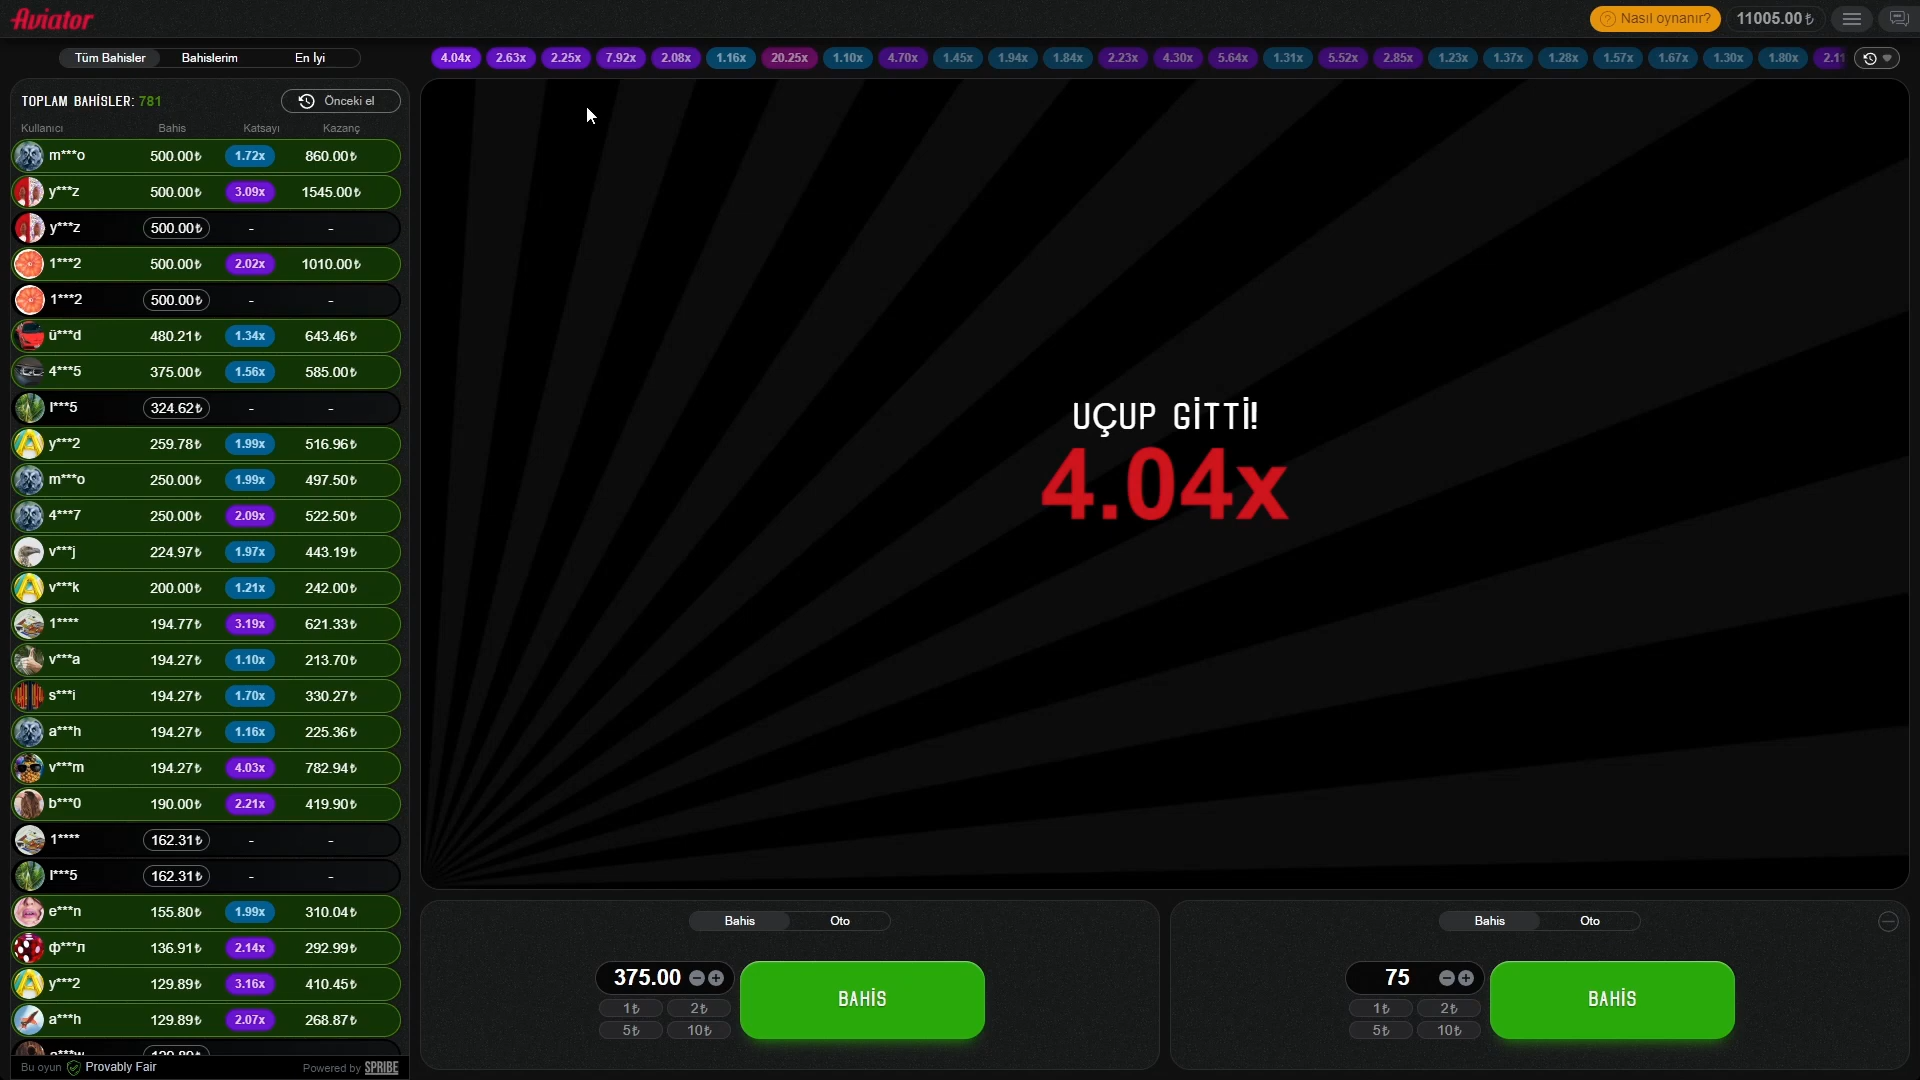 Aviator
Nasıl oynanır?
11005.00₺
Tüm Bahisler Bahislerim En İyi
4.04x 2.63x 2.25x 7.92x 2.08x 1.16x 20.25x 1.10x 4.70x 1.45x 1.94x 1.84x 2.23x 4.30x 5.64x 1.31x 5.52x 2.85x 1.23x 1.37x 1.28x 1.57x 1.67x 1.30x 1.80x
TOPLAM BAHİSLER: 781 Önceki el
Kullanıcı Bahis Katsayı Kazanç
m***o 500.00₺ 1.72x 860.00₺
y***z 500.00₺ 3.09x 1545.00₺
y***z 500.00₺ - -
1***2 500.00₺ 2.02x 1010.00₺
1***2 500.00₺ - -
ü***d 480.21₺ 1.34x 643.46₺
4***5 375.00₺ 1.56x 585.00₺
l***5 324.62₺ - -
y***2 259.78₺ 1.99x 516.96₺
m***o 250.00₺ 1.99x 497.50₺
4***7 250.00₺ 2.09x 522.50₺
v***j 224.97₺ 1.97x 443.19₺
v***k 200.00₺ 1.21x 242.00₺
1**** 194.77₺ 3.19x 621.33₺
v***a 194.27₺ 1.10x 213.70₺
s***i 194.27₺ 1.70x 330.27₺
a***h 194.27₺ 1.16x 225.36₺
v***m 194.27₺ 4.03x 782.94₺
b***0 190.00₺ 2.21x 419.90₺
1**** 162.31₺ - -
l***5 162.31₺ - -
e***n 155.80₺ 1.99x 310.04₺
ф***л 136.91₺ 2.14x 292.99₺
y***2 129.89₺ 3.16x 410.45₺
a***h 129.89₺ 2.07x 268.87₺
Bu oyun Provably Fair Powered by SPRIBE
UÇUP GİTTİ!
4.04x
Bahis Oto
375.00
BAHİS
1₺ 2₺
5₺ 10₺
Bahis Oto
75
BAHİS
1₺ 2₺
5₺ 10₺